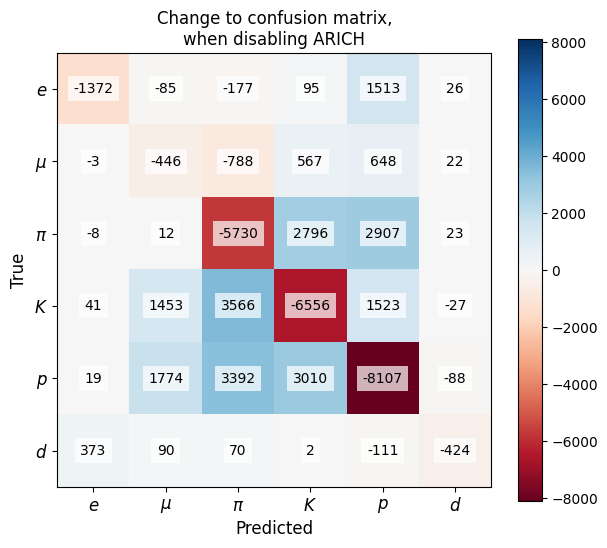 Change to confusion matrix,
when disabling ARICH
e -1372 -85 -177 95 1513 26
μ -3 -446 -788 567 648 22
π -8 12 -5730 2796 2907 23
K 41 1453 3566 -6556 1523 -27
p 19 1774 3392 3010 -8107 -88
d 373 90 70 2 -111 -424
e μ π K p d
Predicted
True
8000
6000
4000
2000
0
−2000
−4000
−6000
−8000